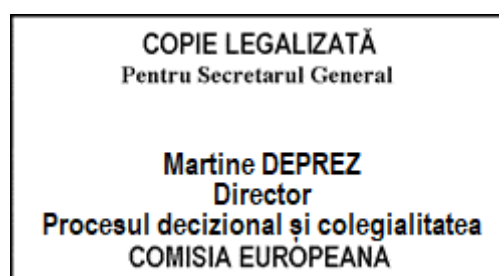 COPIE LEGALIZATĂ
Pentru Secretarul General
Martine DEPREZ
Director
Procesul decizional și colegialitatea
COMISIA EUROPEANA